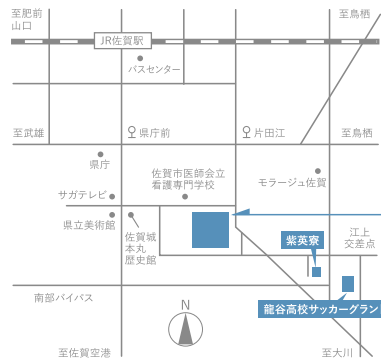 至肥前
山口
至鳥栖
JR佐賀駅
バスセンター
至武雄
県庁前
片田江
至鳥栖
県庁
佐賀市医師会立
看護専門学校
モラージュ佐賀
サガテレビ
県立美術館
佐賀城
本丸
歴史館
紫英寮
江上
交差点
南部バイパス
龍谷高校サッカーグラン
N
至佐賀空港
至大川